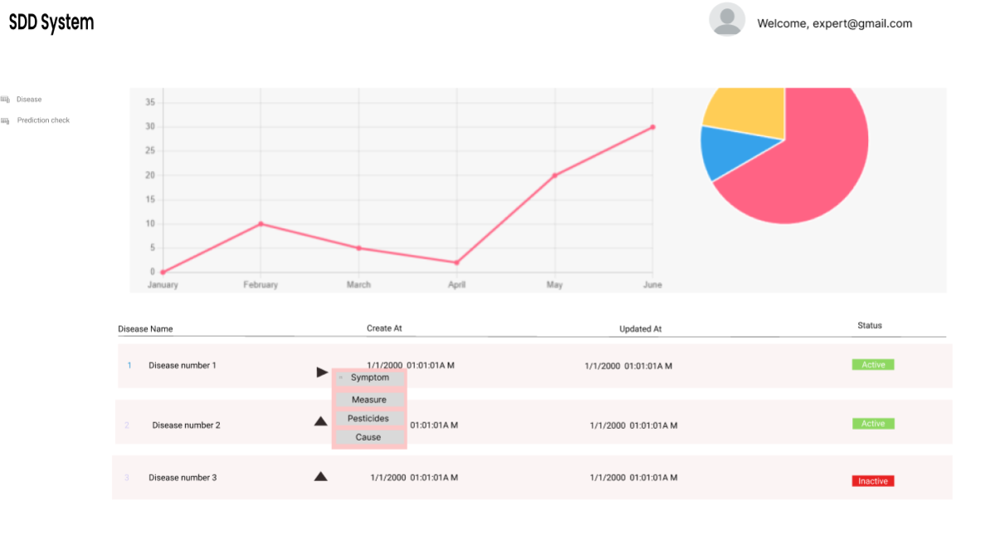 SDD System
Welcome, expert@gmail.com
Disease
Prediction check
35
30
25
20
15
10
5
0
January February March April May June
Disease Name Create At Updated At Status
1 Disease number 1 1/1/2000 01:01:01A M 1/1/2000 01:01:01A M Active
Symptom
Measure
Pesticides
Cause
2 Disease number 2 01:01:01A M 1/1/2000 01:01:01A M Active
3 Disease number 3 1/1/2000 01:01:01A M 1/1/2000 01:01:01A M Inactive